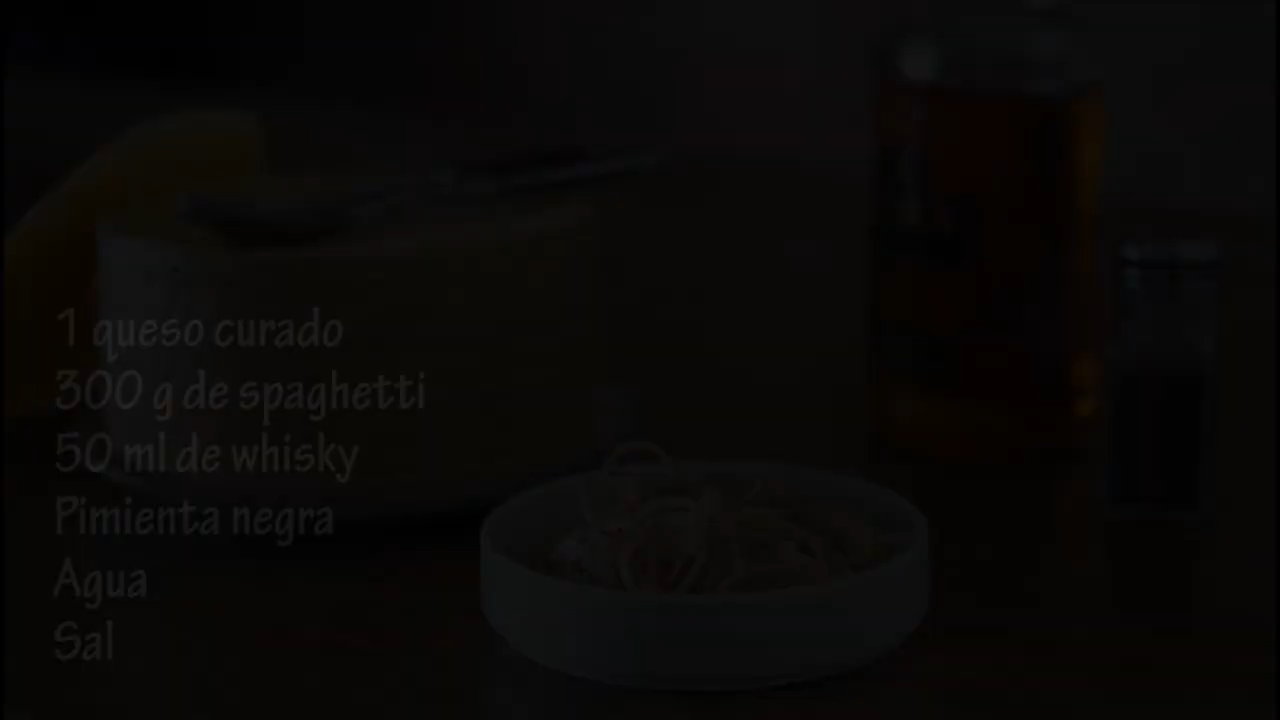 1 queso curado
300 g de spaghetti
50 ml de whisky
Pimienta negra
Agua
Sal